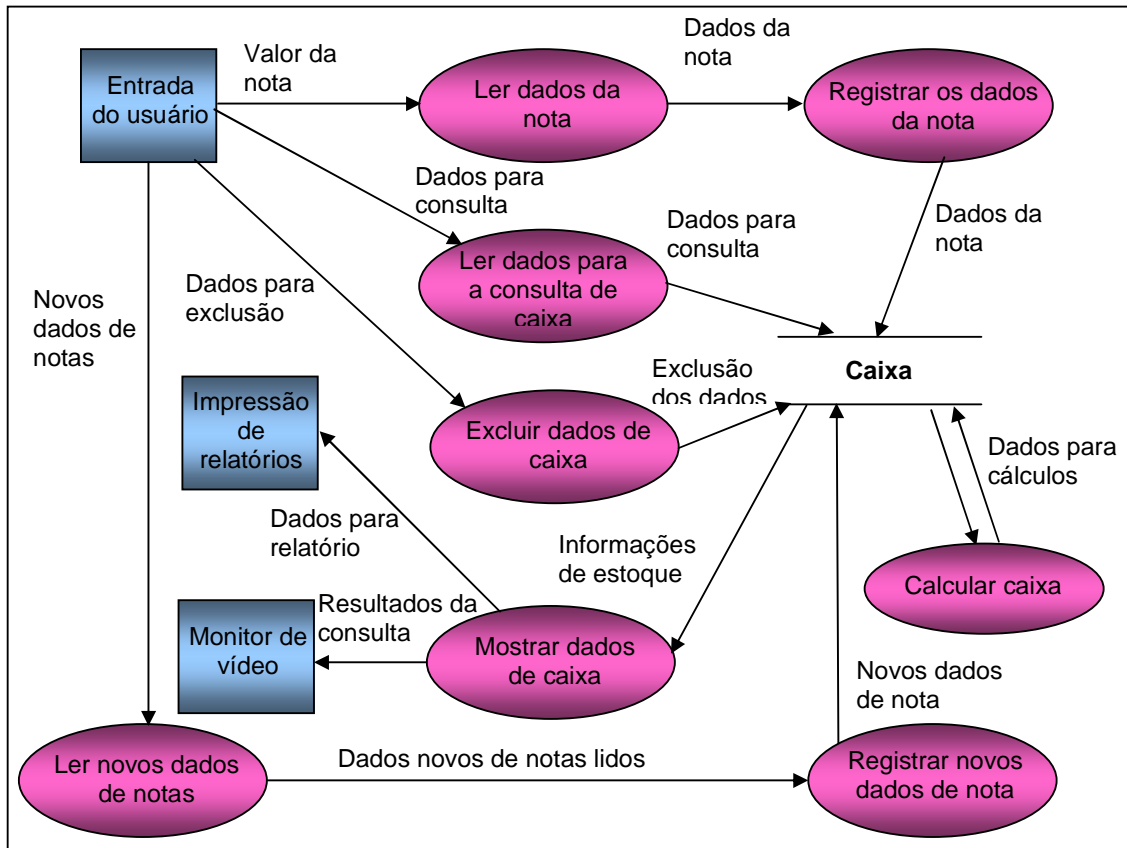 Entrada
do usuário
Valor da
nota
Ler dados da
nota
Dados da
nota
Registrar os dados
da nota
Dados para
consulta
Ler dados para
a consulta de
caixa
Dados para
consulta
Dados da
nota
Novos
dados de
notas
Dados para
exclusão
Caixa
Impressão
de
relatórios
Excluir dados de
caixa
Exclusão
dos dados
Dados para
cálculos
Dados para
relatório
Informações
de estoque
Calcular caixa
Monitor de
vídeo
Resultados da
consulta
Mostrar dados
de caixa
Novos dados
de nota
Ler novos dados
de notas
Dados novos de notas lidos
Registrar novos
dados de nota